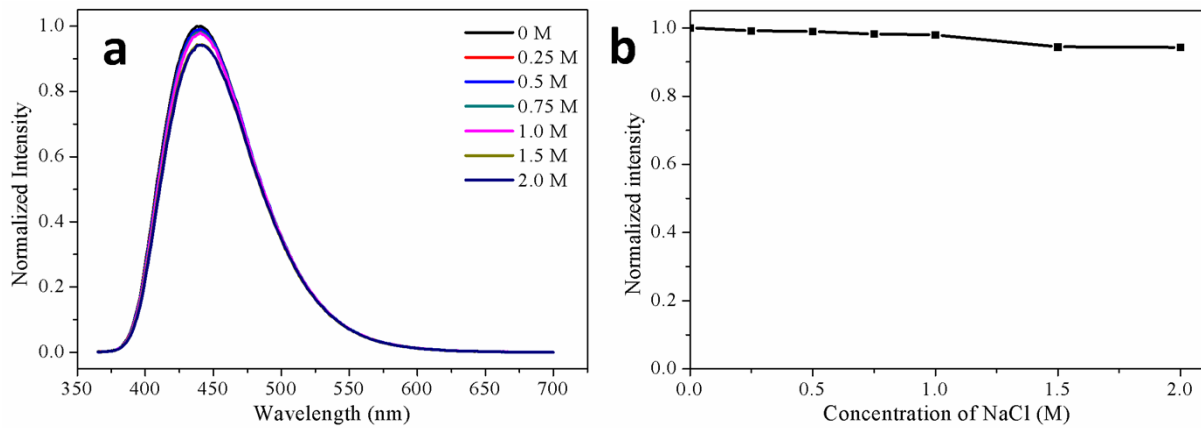 a
1.0
0.8
0.6
0.4
0.2
0.0
Normalized Intensity
350 400 450 500 550 600 650 700
Wavelength (nm)
0 M
0.25 M
0.5 M
0.75 M
1.0 M
1.5 M
2.0 M
b
1.0
0.8
0.6
0.4
0.2
0.0
Normalized intensity
0.0 0.5 1.0 1.5 2.0
Concentration of NaCl (M)